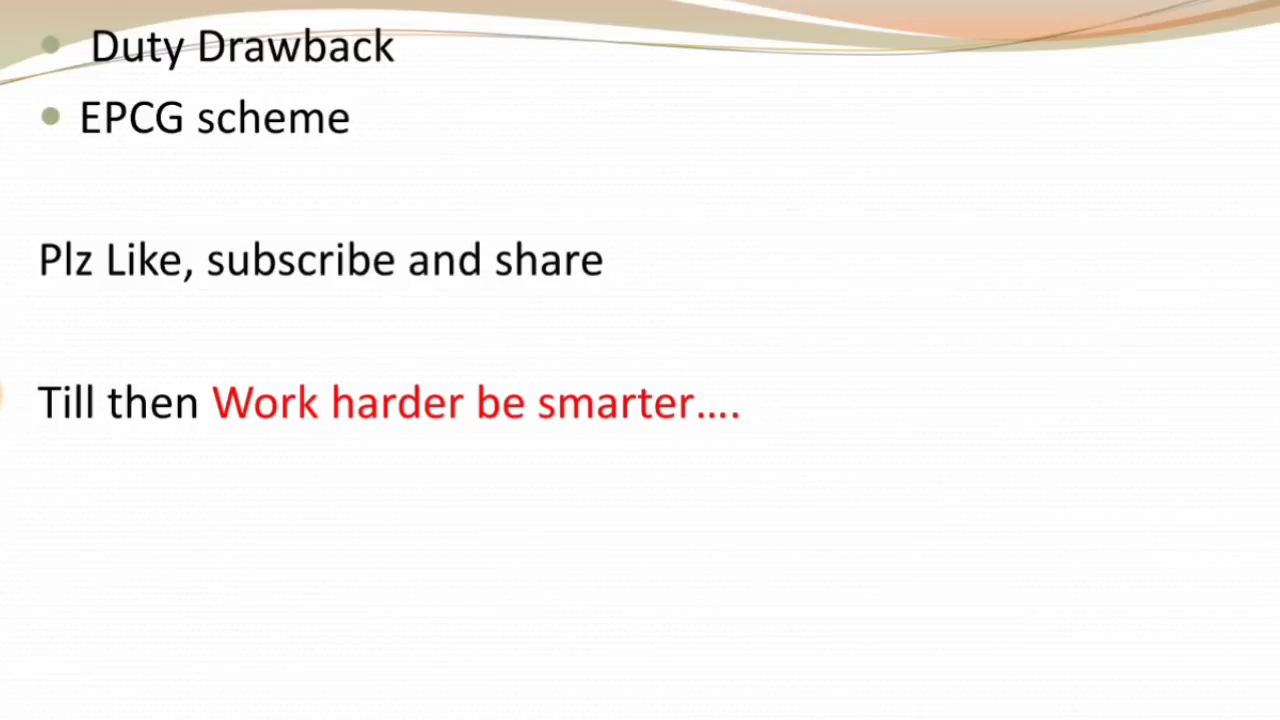 Duty Drawback
EPCG scheme
Plz Like, subscribe and share
Till then Work harder be smarter....